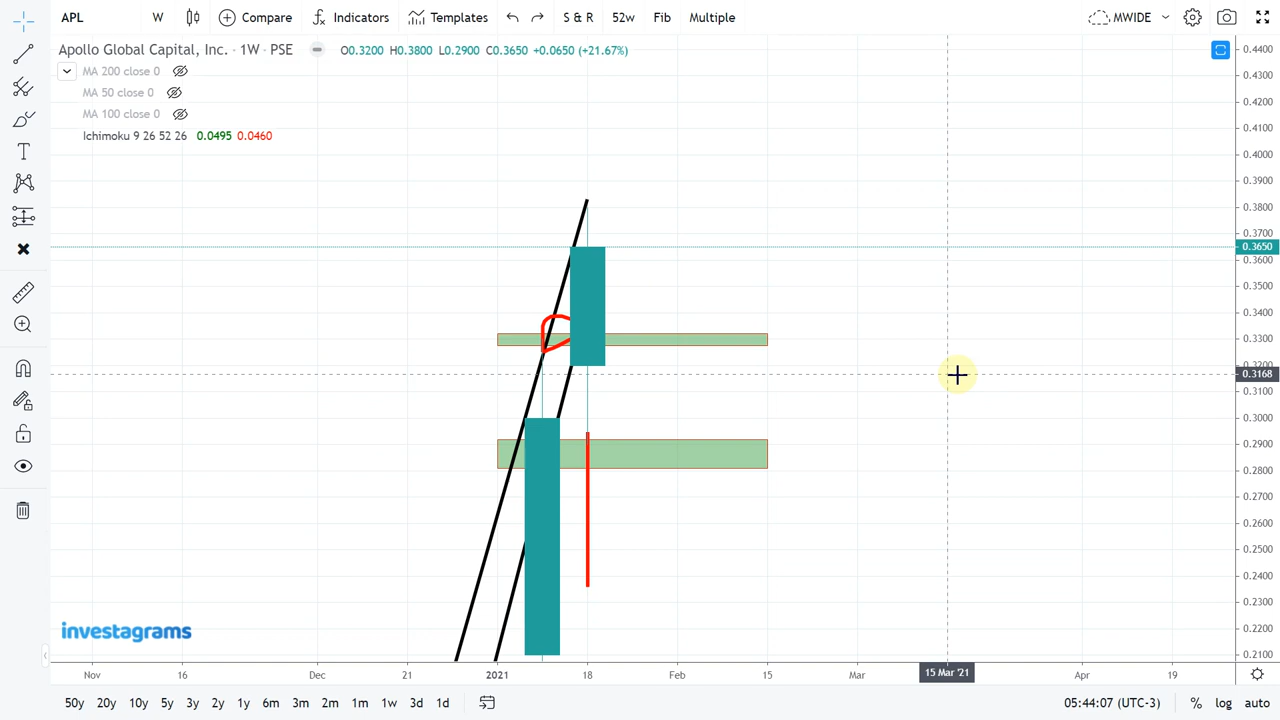 APL W Compare Indicators Templates S & R 52w Fib Multiple MWIDE
Apollo Global Capital, Inc. · 1W · PSE O0.3200 H0.3800 L0.2900 C0.3650 +0.0650 (+21.67%)
MA 200 close 0
MA 50 close 0
MA 100 close 0
Ichimoku 9 26 52 26 0.0495 0.0460
0.4400
0.4300
0.4200
0.4100
0.4000
0.3900
0.3800
0.3700
0.3650
0.3600
0.3500
0.3400
0.3300
0.3200
0.3168
0.3100
0.3000
0.2900
0.2800
0.2700
0.2600
0.2500
0.2400
0.2300
0.2200
0.2100
investagrams
Nov 16 Dec 21 2021 18 Feb 15 Mar 15 Mar '21 Apr 19
50y 20y 10y 5y 3y 2y 1y 6m 3m 2m 1m 1w 3d 1d 05:44:07 (UTC-3) % log auto